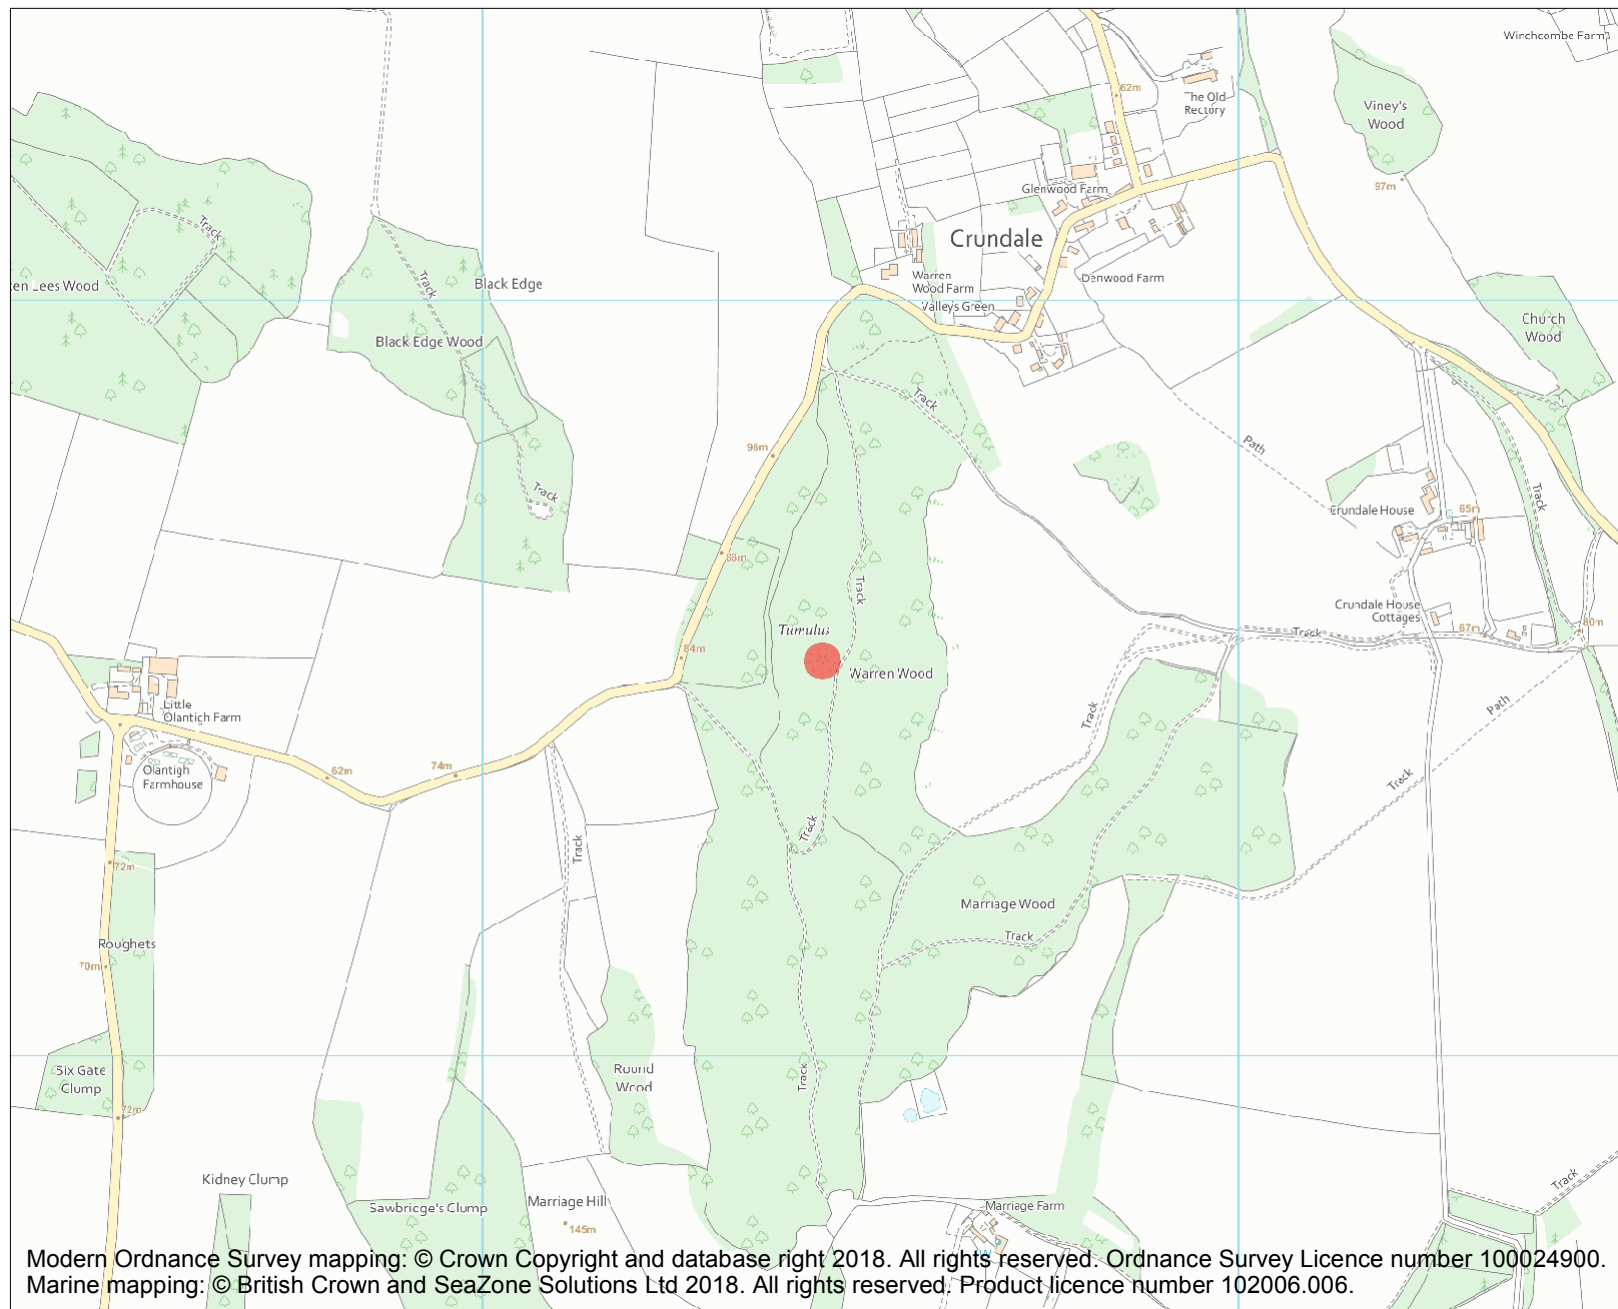 Winchcombe Farm
62m
The Old
Rectory
Viney's
Wood
97m
Glenwood Farm
Track
Crundale
Warren
Wood Farm
Denwood Farm
en Lees Wood
Track
Black Edge
Valleys Green
Church
Wood
Black Edge Wood
Track
96m
Path
Track
Track
Crundale House
65m
88m
Track
Crundale House
Cottages
Tumulus
Track
67m
80m
84m
Warren Wood
Little
Olantigh Farm
Track
Path
Olantigh
Farmhouse
62m
74m
Track
Track
Track
72m
Marriage Wood
Track
Roughets
70m
Six Gate
Clump
Round
Wood
Track
72m
Kidney Clump
Sawbridge's Clump
Marriage Hill
145m
Marriage Farm
Track
W
Modern Ordnance Survey mapping: © Crown Copyright and database right 2018. All rights reserved. Ordnance Survey Licence number 100024900.
Marine mapping: © British Crown and SeaZone Solutions Ltd 2018. All rights reserved. Product licence number 102006.006.